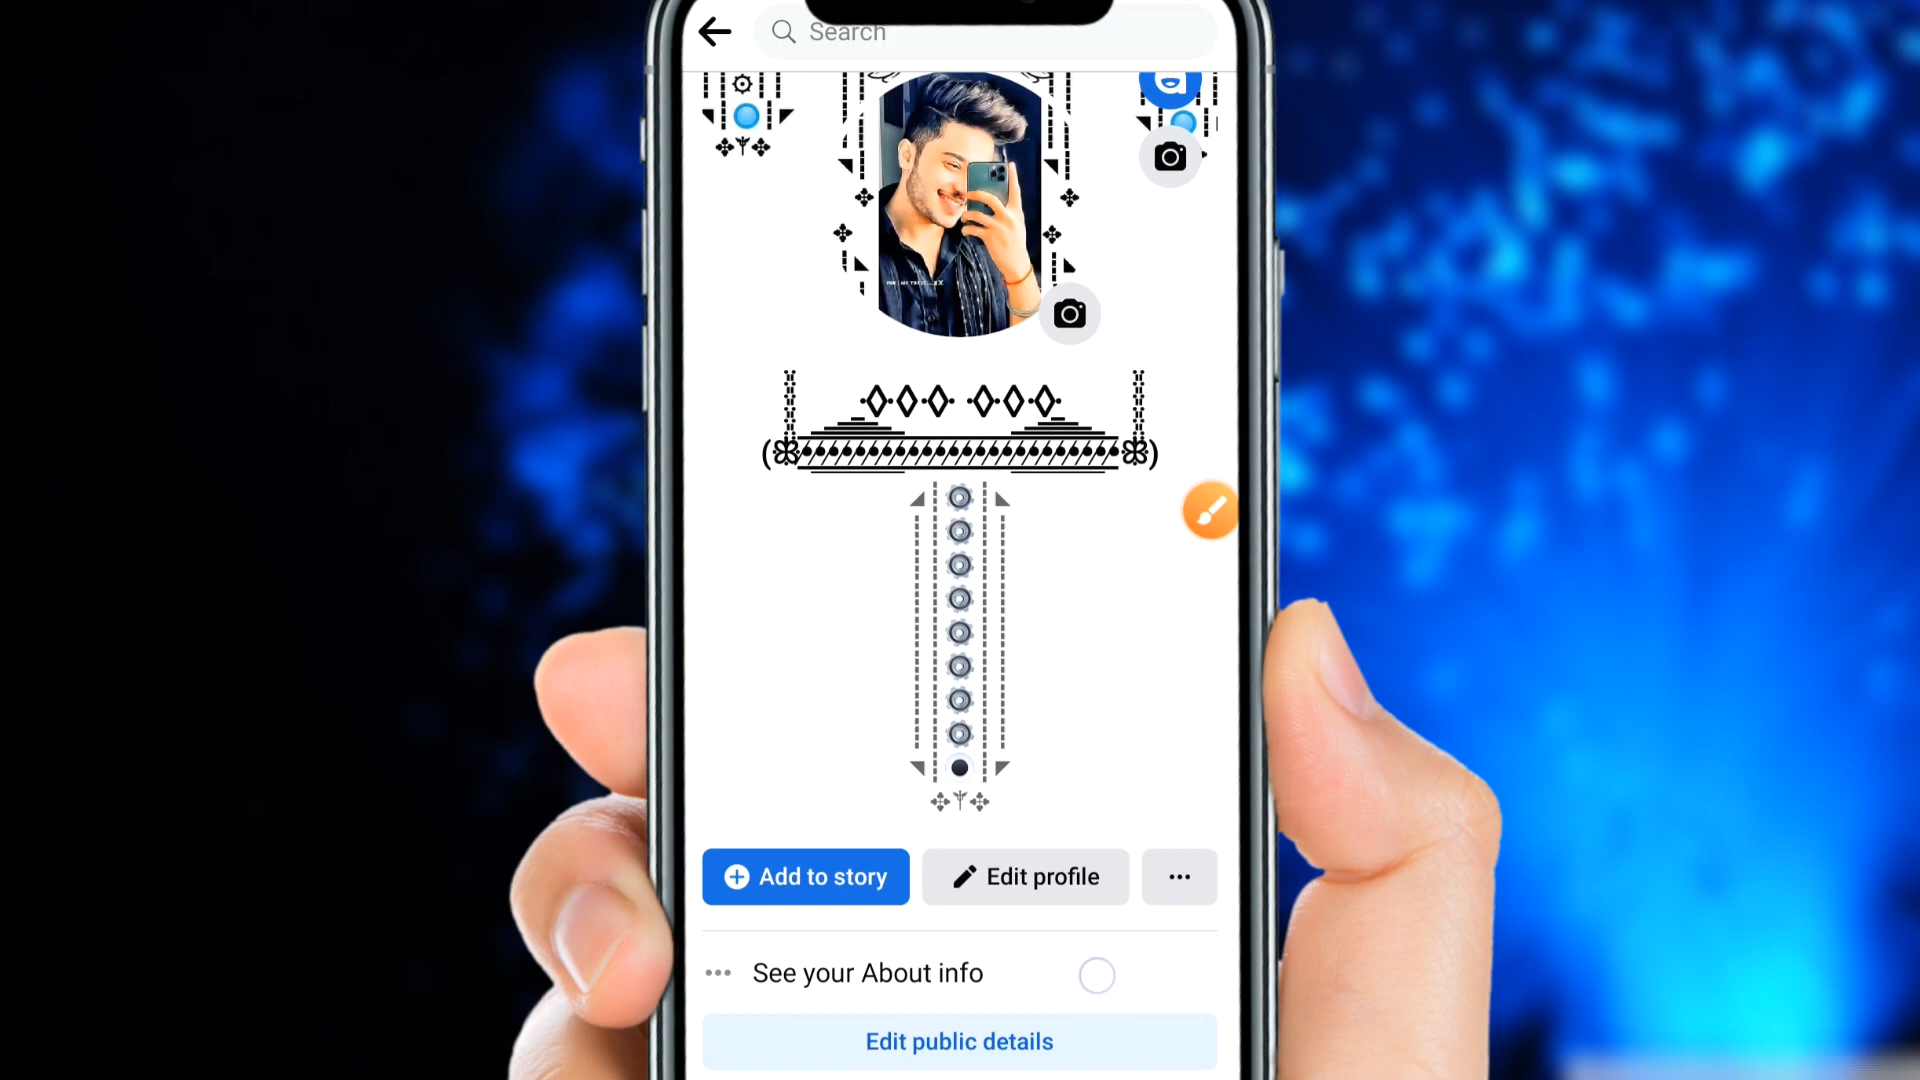 Search
Add to story
Edit profile
See your About info
Edit public details